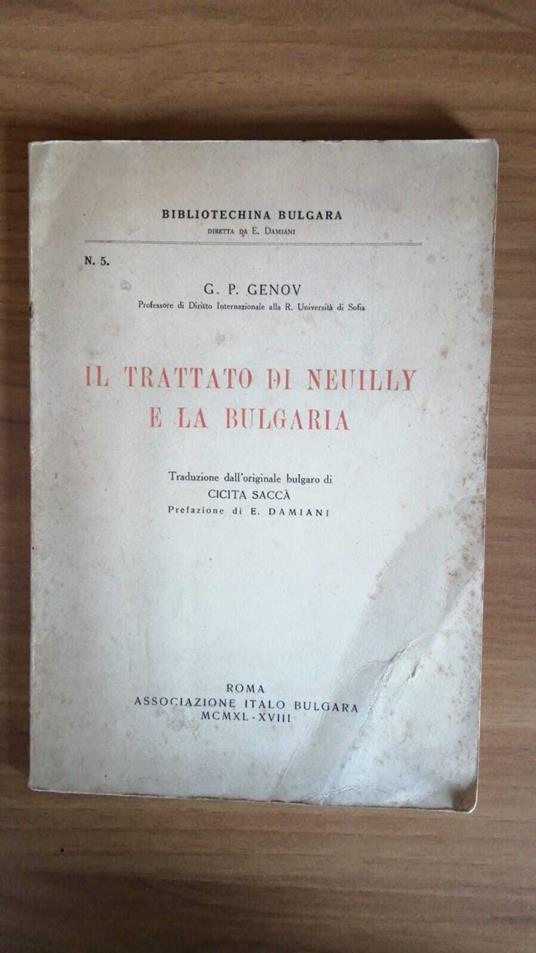 BIBLIOTECHINA BULGARA
DIRETTA DA E. DAMIANI
N. 5.
G. P. GENOV
Professore di Diritto Internazionale alla R. Università di Sofia
IL TRATTATO DI NEUILLY
E LA BULGARIA
Traduzione dall'originale bulgaro di
CICITA SACCÀ
Prefazione di E. DAMIANI
ROMA
ASSOCIAZIONE ITALO BULGARA
MCMXL - XVIII